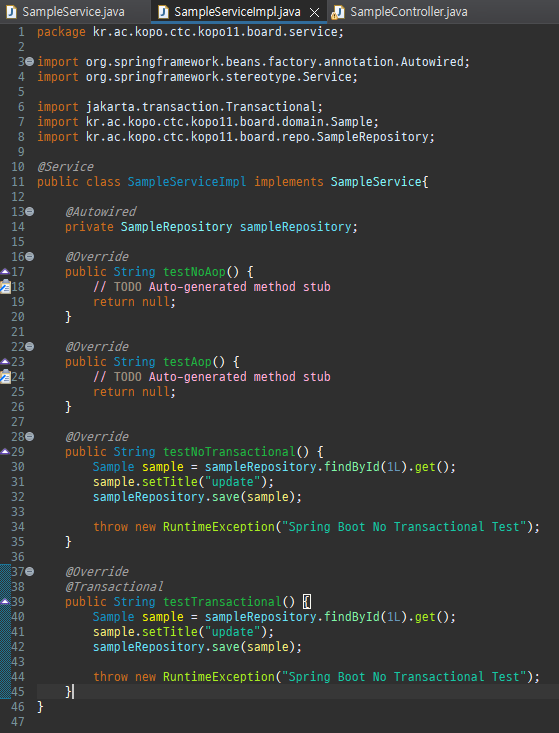 SampleService.java SampleServiceImpl.java SampleController.java
1 package kr.ac.kopo.ctc.kopo11.board.service;
2
3 import org.springframework.beans.factory.annotation.Autowired;
4 import org.springframework.stereotype.Service;
5
6 import jakarta.transaction.Transactional;
7 import kr.ac.kopo.ctc.kopo11.board.domain.Sample;
8 import kr.ac.kopo.ctc.kopo11.board.repo.SampleRepository;
9
10 @Service
11 public class SampleServiceImpl implements SampleService{
12
13 @Autowired
14 private SampleRepository sampleRepository;
15
16 @Override
17 public String testNoAop() {
18 // TODO Auto-generated method stub
19 return null;
20 }
21
22 @Override
23 public String testAop() {
24 // TODO Auto-generated method stub
25 return null;
26 }
27
28 @Override
29 public String testNoTransactional() {
30 Sample sample = sampleRepository.findById(1L).get();
31 sample.setTitle("update");
32 sampleRepository.save(sample);
33
34 throw new RuntimeException("Spring Boot No Transactional Test");
35 }
36
37 @Override
38 @Transactional
39 public String testTransactional() {
40 Sample sample = sampleRepository.findById(1L).get();
41 sample.setTitle("update");
42 sampleRepository.save(sample);
43
44 throw new RuntimeException("Spring Boot No Transactional Test");
45 }
46 }
47